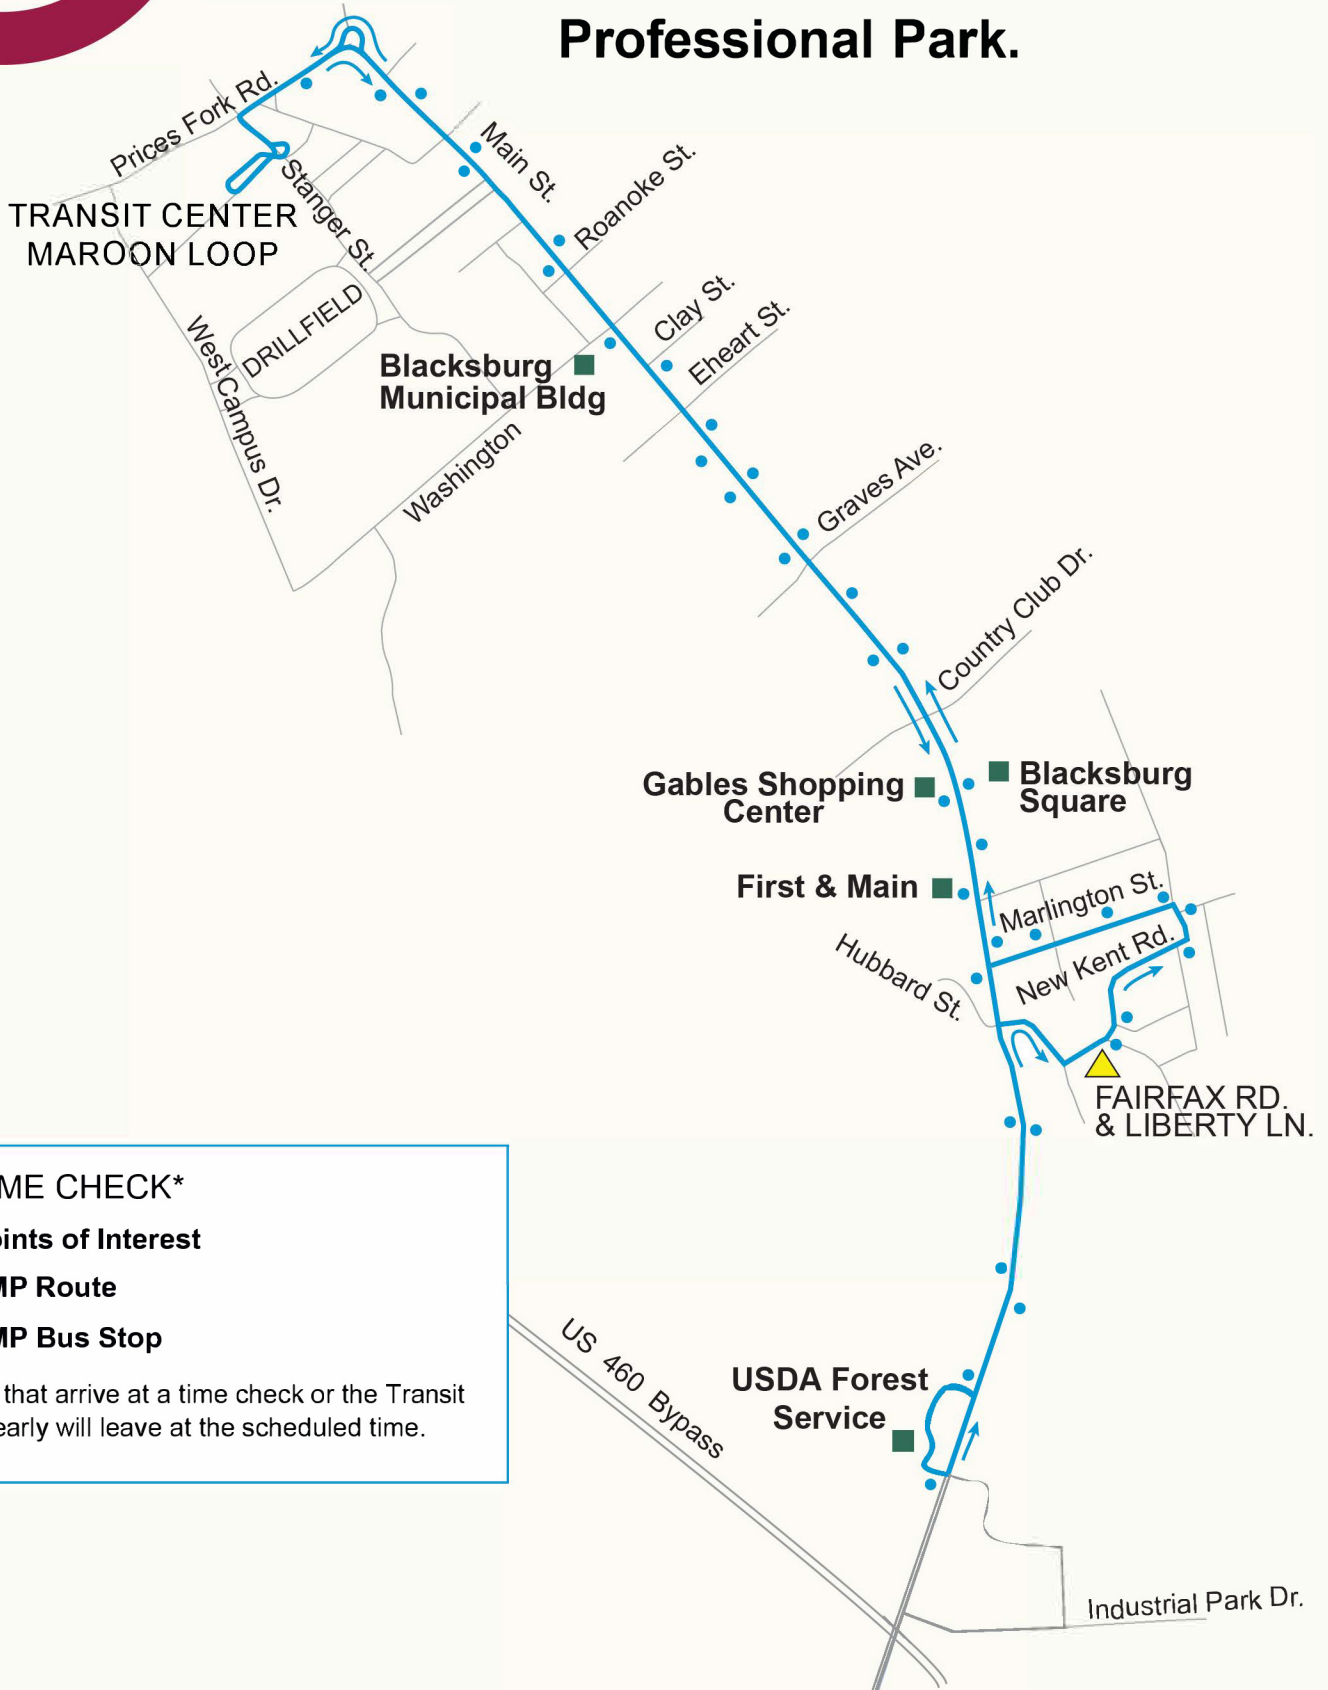 Professional Park.
Prices Fork Rd.
TRANSIT CENTER
MAROON LOOP
Stanger St.
Main St.
Roanoke St.
DRILLFIELD
West Campus Dr.
Clay St.
Eheart St.
Blacksburg
Municipal Bldg
Washington
Graves Ave.
Country Club Dr.
Gables Shopping
Center
Blacksburg
Square
First & Main
Marlington St.
Hubbard St.
New Kent Rd.
FAIRFAX RD.
& LIBERTY LN.
ME CHECK*
ints of Interest
MP Route
MP Bus Stop
that arrive at a time check or the Transit
early will leave at the scheduled time.
US 460 Bypass
USDA Forest
Service
Industrial Park Dr.